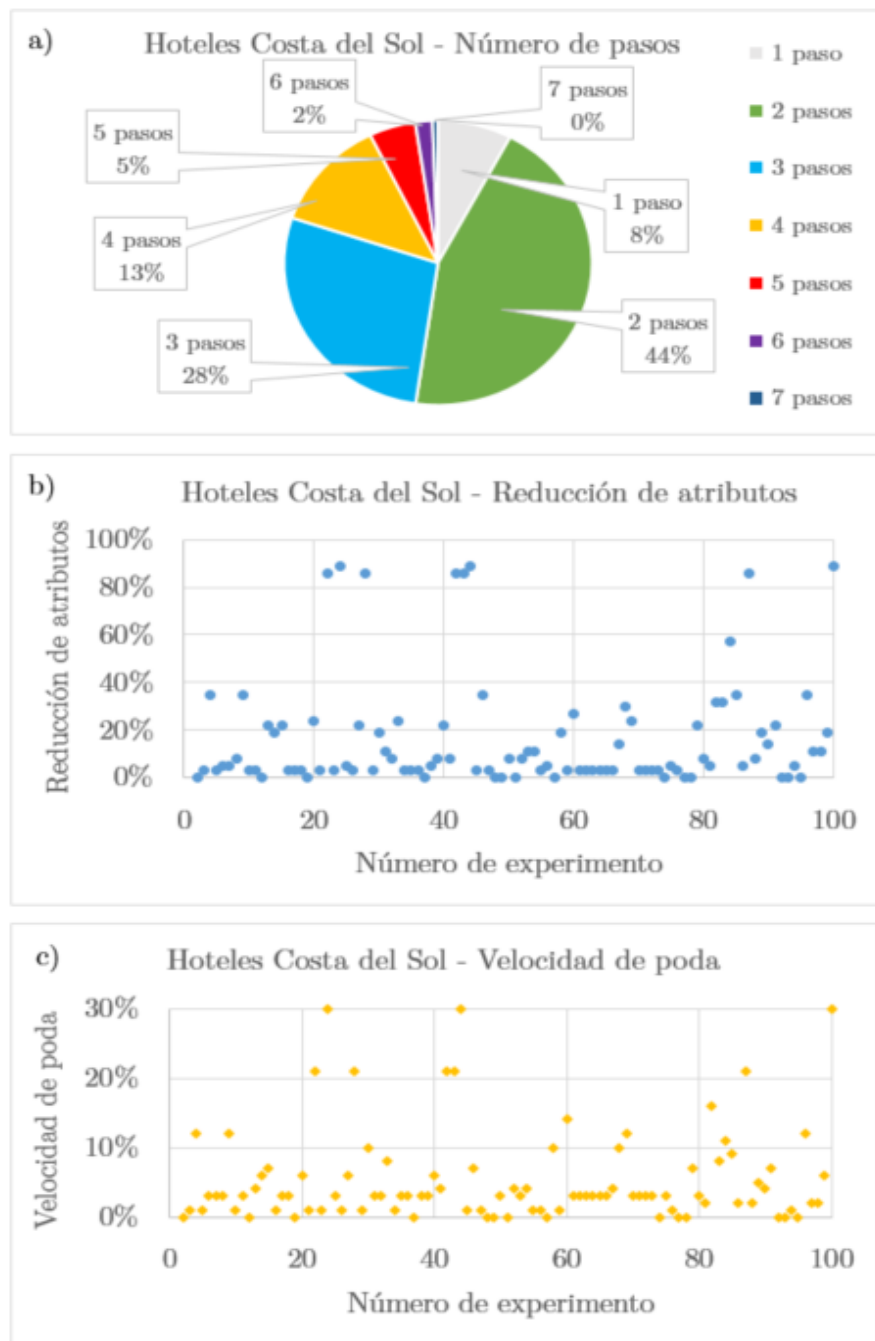 a)
Hoteles Costa del Sol - Número de pasos
6 pasos
2%
7 pasos
0%
5 pasos
5%
1 paso
8%
4 pasos
13%
2 pasos
44%
3 pasos
28%
1 paso
2 pasos
3 pasos
4 pasos
5 pasos
6 pasos
7 pasos
b)
Hoteles Costa del Sol - Reducción de atributos
Reducción de atributos
100%
80%
60%
40%
20%
0%
0 20 40 60 80 100
Número de experimento
c)
Hoteles Costa del Sol - Velocidad de poda
Velocidad de poda
30%
20%
10%
0%
0 20 40 60 80 100
Número de experimento